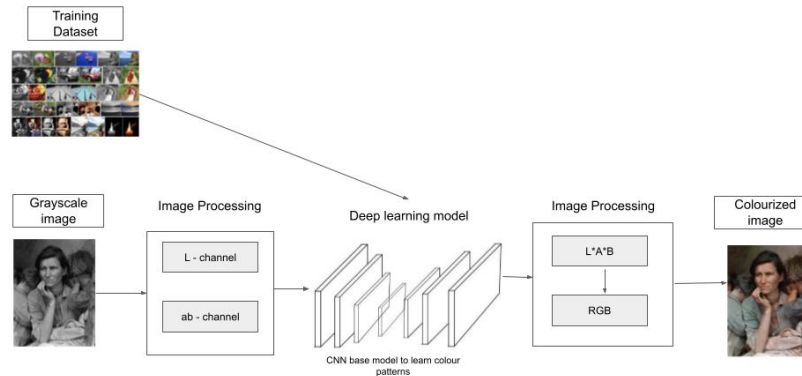 Training
Dataset
Grayscale
image
Image Processing
L - channel
ab - channel
Deep learning model
CNN base model to learn colour
patterns
Image Processing
L*A*B
RGB
Colourized
image